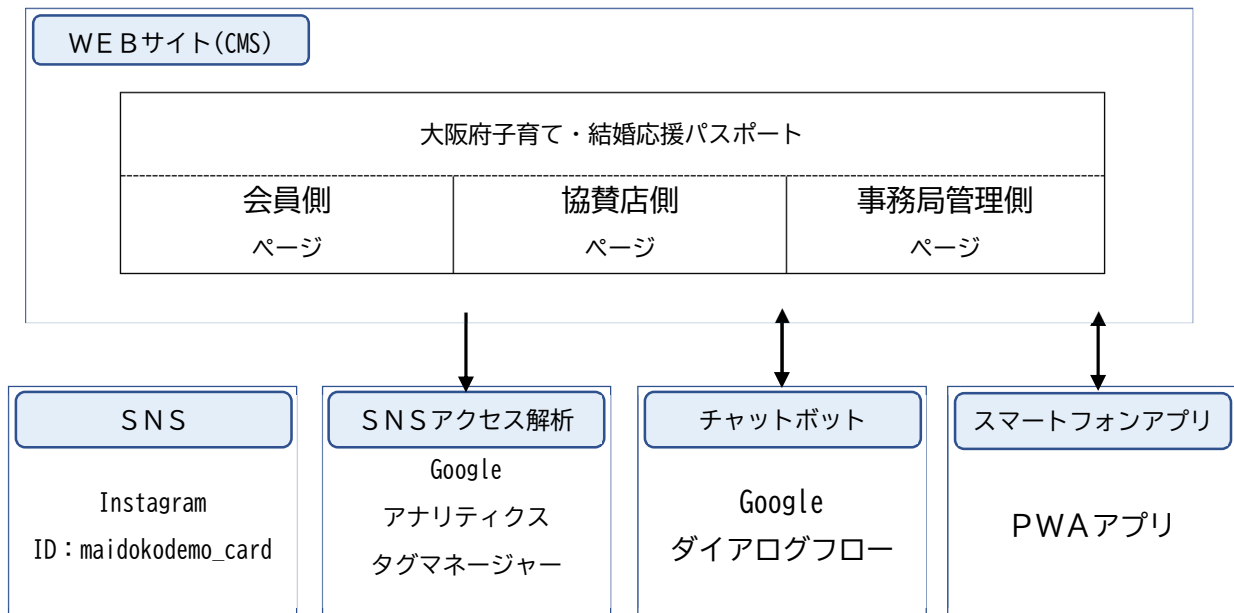 ＷＥＢサイト(CMS)
大阪府子育て・結婚応援パスポート
会員側
ページ
協賛店側
ページ
事務局管理側
ページ
ＳＮＳ
Instagram
ID：maidokodemo_card
ＳＮＳアクセス解析
Google
アナリティクス
タグマネージャー
チャットボット
Google
ダイアログフロー
スマートフォンアプリ
ＰＷＡアプリ